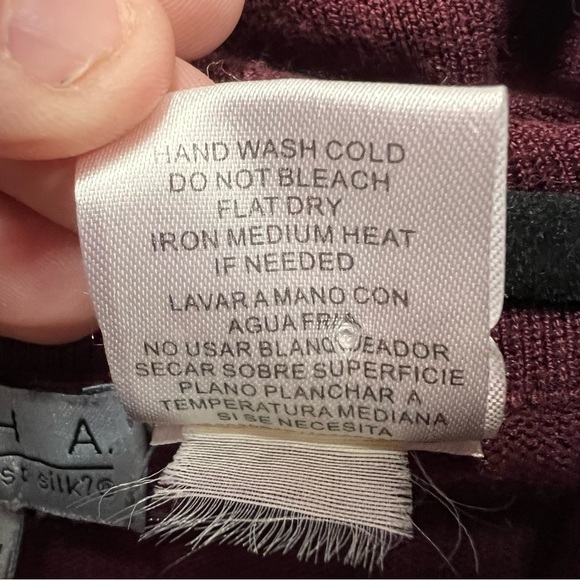 HAND WASH COLD
DO NOT BLEACH
FLAT DRY
IRON MEDIUM HEAT
IF NEEDED
LAVAR A MANO CON
AGUA FRIA
NO USAR BLANQUEADOR
SECAR SOBRE SUPERFICIE
PLANO PLANCHAR A
TEMPERATURA MEDIANA
SI SE NECESITA
H A.
silk?®